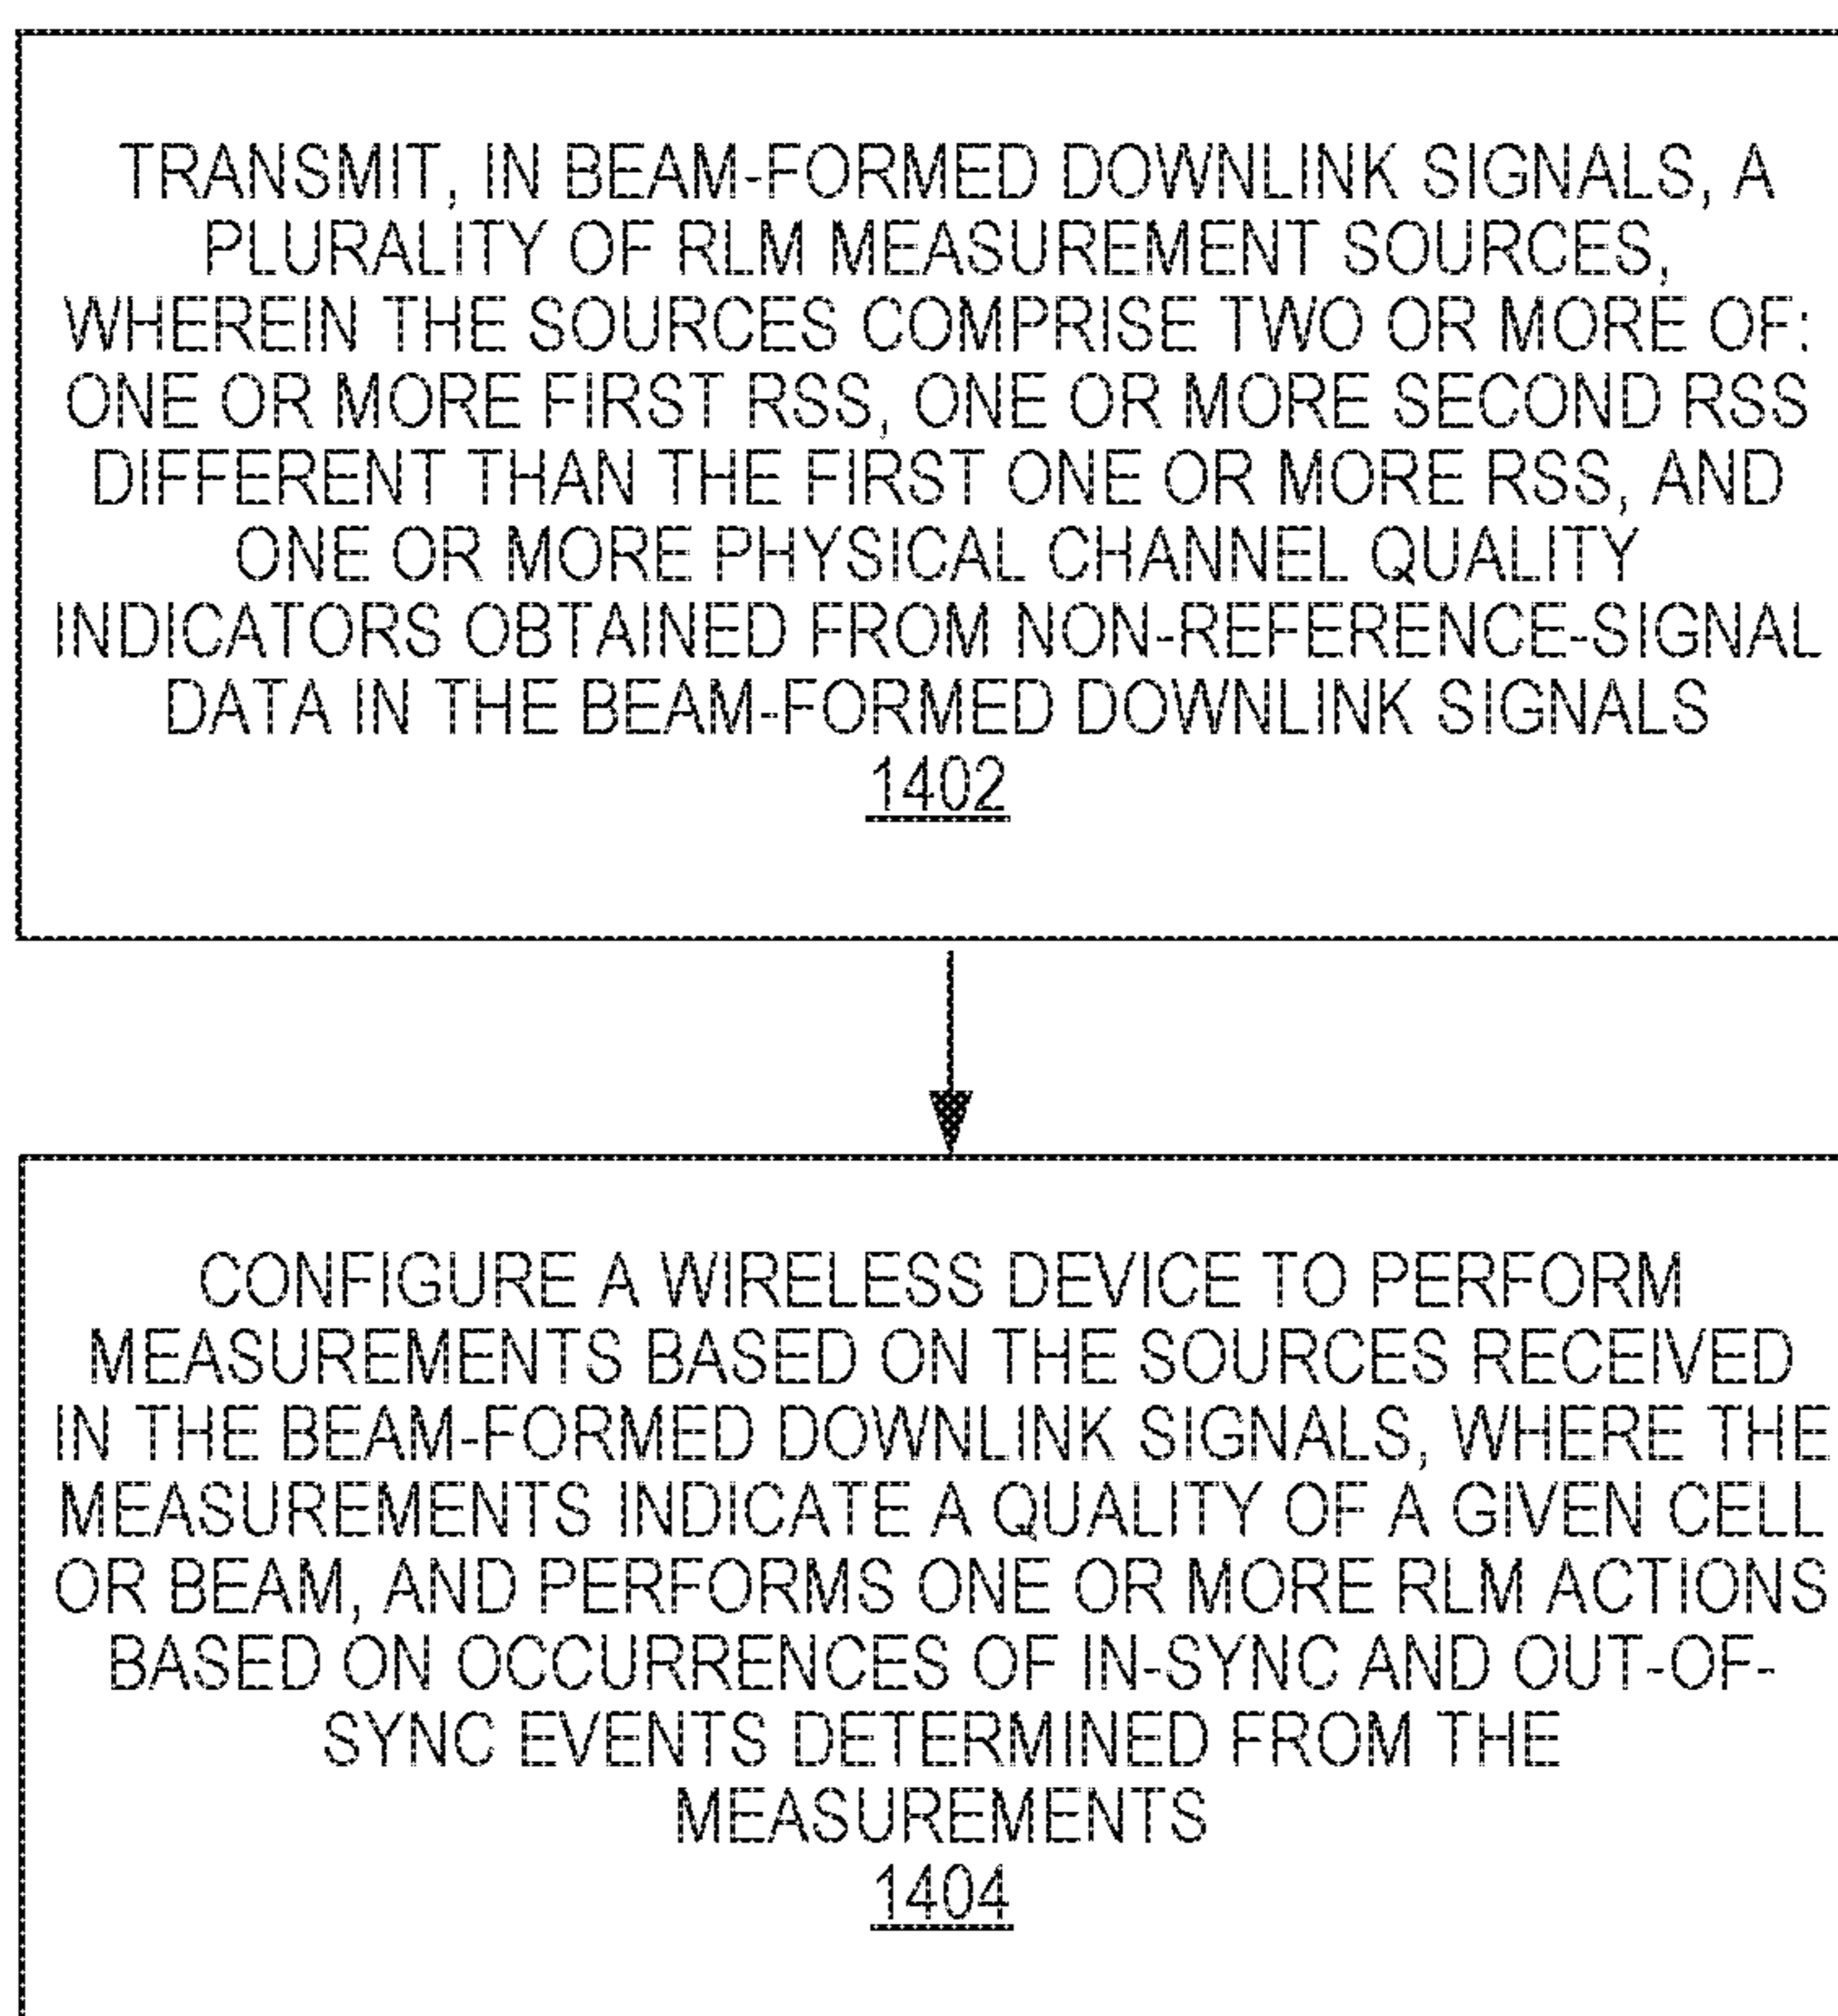 TRANSMIT, IN BEAM-FORMED DOWNLINK SIGNALS, A
PLURALITY OF RLM MEASUREMENT SOURCES,
WHEREIN THE SOURCES COMPRISE TWO OR MORE OF:
ONE OR MORE FIRST RSS, ONE OR MORE SECOND RSS
DIFFERENT THAN THE FIRST ONE OR MORE RSS, AND
ONE OR MORE PHYSICAL CHANNEL QUALITY
INDICATORS OBTAINED FROM NON-REFERENCE-SIGNAL
DATA IN THE BEAM-FORMED DOWNLINK SIGNALS
1402
CONFIGURE A WIRELESS DEVICE TO PERFORM
MEASUREMENTS BASED ON THE SOURCES RECEIVED
IN THE BEAM-FORMED DOWNLINK SIGNALS, WHERE THE
MEASUREMENTS INDICATE A QUALITY OF A GIVEN CELL
OR BEAM, AND PERFORMS ONE OR MORE RLM ACTIONS
BASED ON OCCURRENCES OF IN-SYNC AND OUT-OF-
SYNC EVENTS DETERMINED FROM THE
MEASUREMENTS
1404